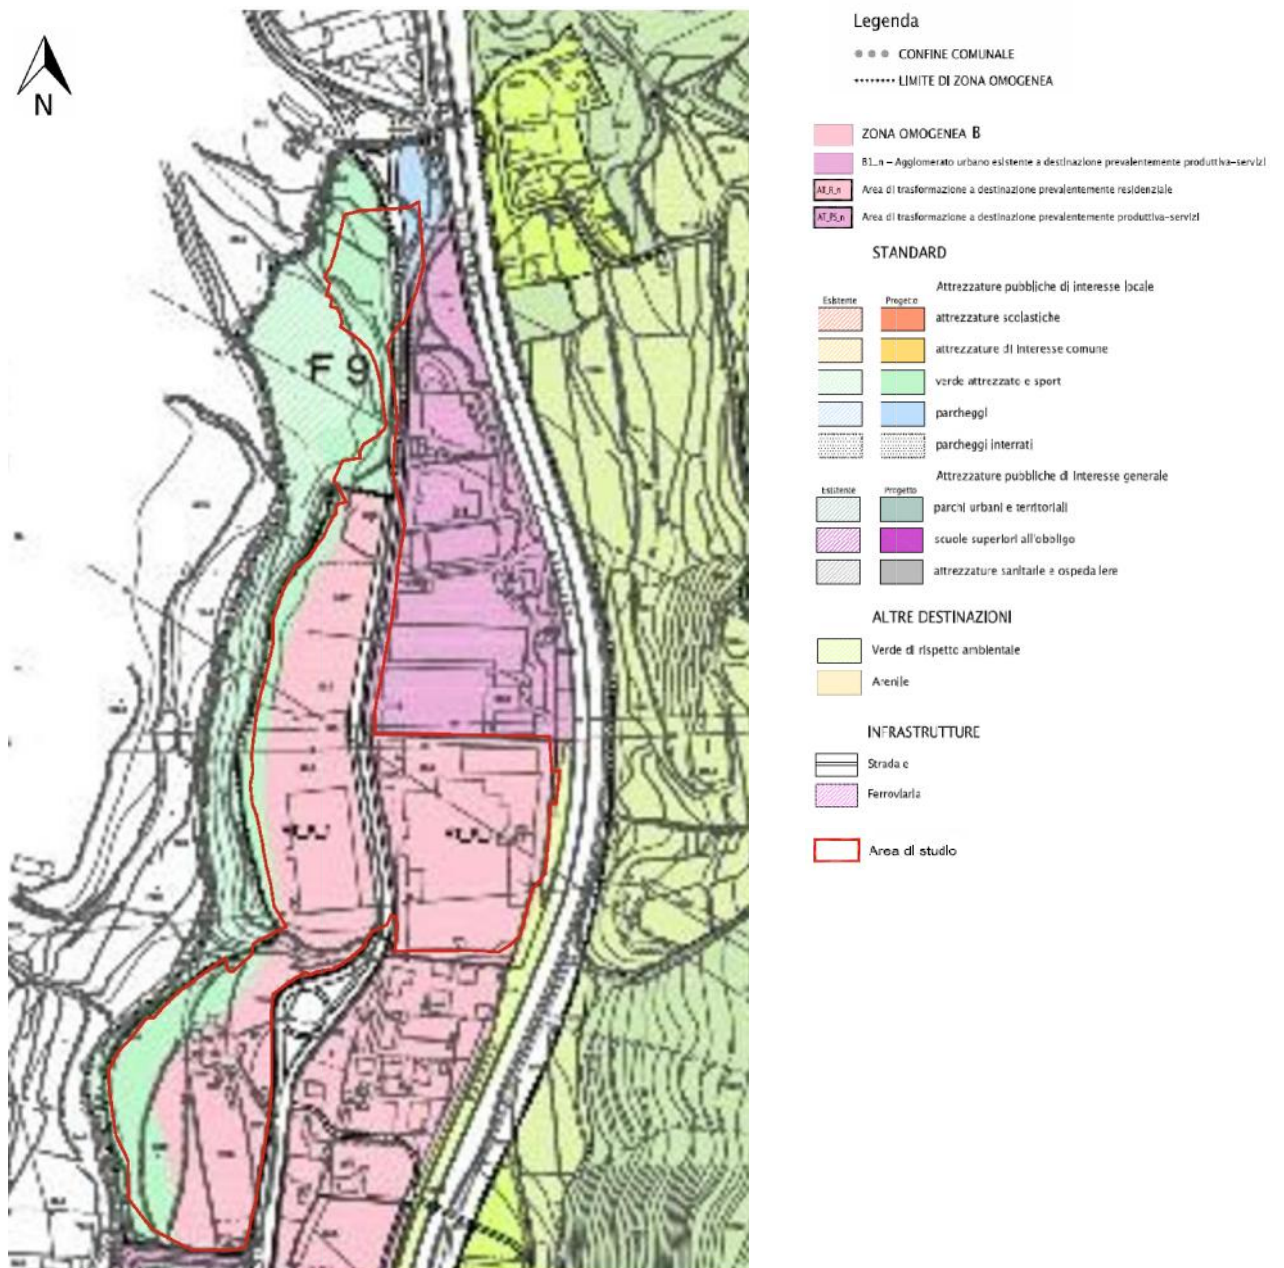 N
F 9
Legenda
CONFINE COMUNALE
LIMITE DI ZONA OMOGENEA
ZONA OMOGENEA B
B1_n - Agglomerato urbano esistente a destinazione prevalentemente produttiva-servizi
AT_R_n Area di trasformazione a destinazione prevalentemente residenziale
AT_PS_n Area di trasformazione a destinazione prevalentemente produttiva-servizi
STANDARD
Attrezzature pubbliche di interesse locale
Esistente Progetto
attrezzature scolastiche
attrezzature di interesse comune
verde attrezzato e sport
parcheggi
parcheggi interrati
Attrezzature pubbliche di interesse generale
Esistente Progetto
parchi urbani e territoriali
scuole superiori all'obbligo
attrezzature sanitarie e ospedaliere
ALTRE DESTINAZIONI
Verde di rispetto ambientale
Arenile
INFRASTRUTTURE
Stradale
Ferroviaria
Area di studio